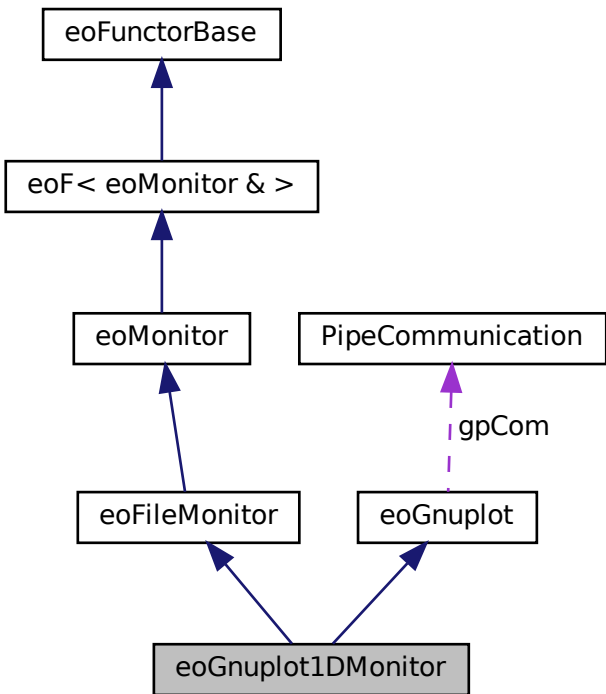 eoFunctorBase
eoF< eoMonitor & >
eoMonitor
PipeCommunication
gpCom
eoFileMonitor
eoGnuplot
eoGnuplot1DMonitor